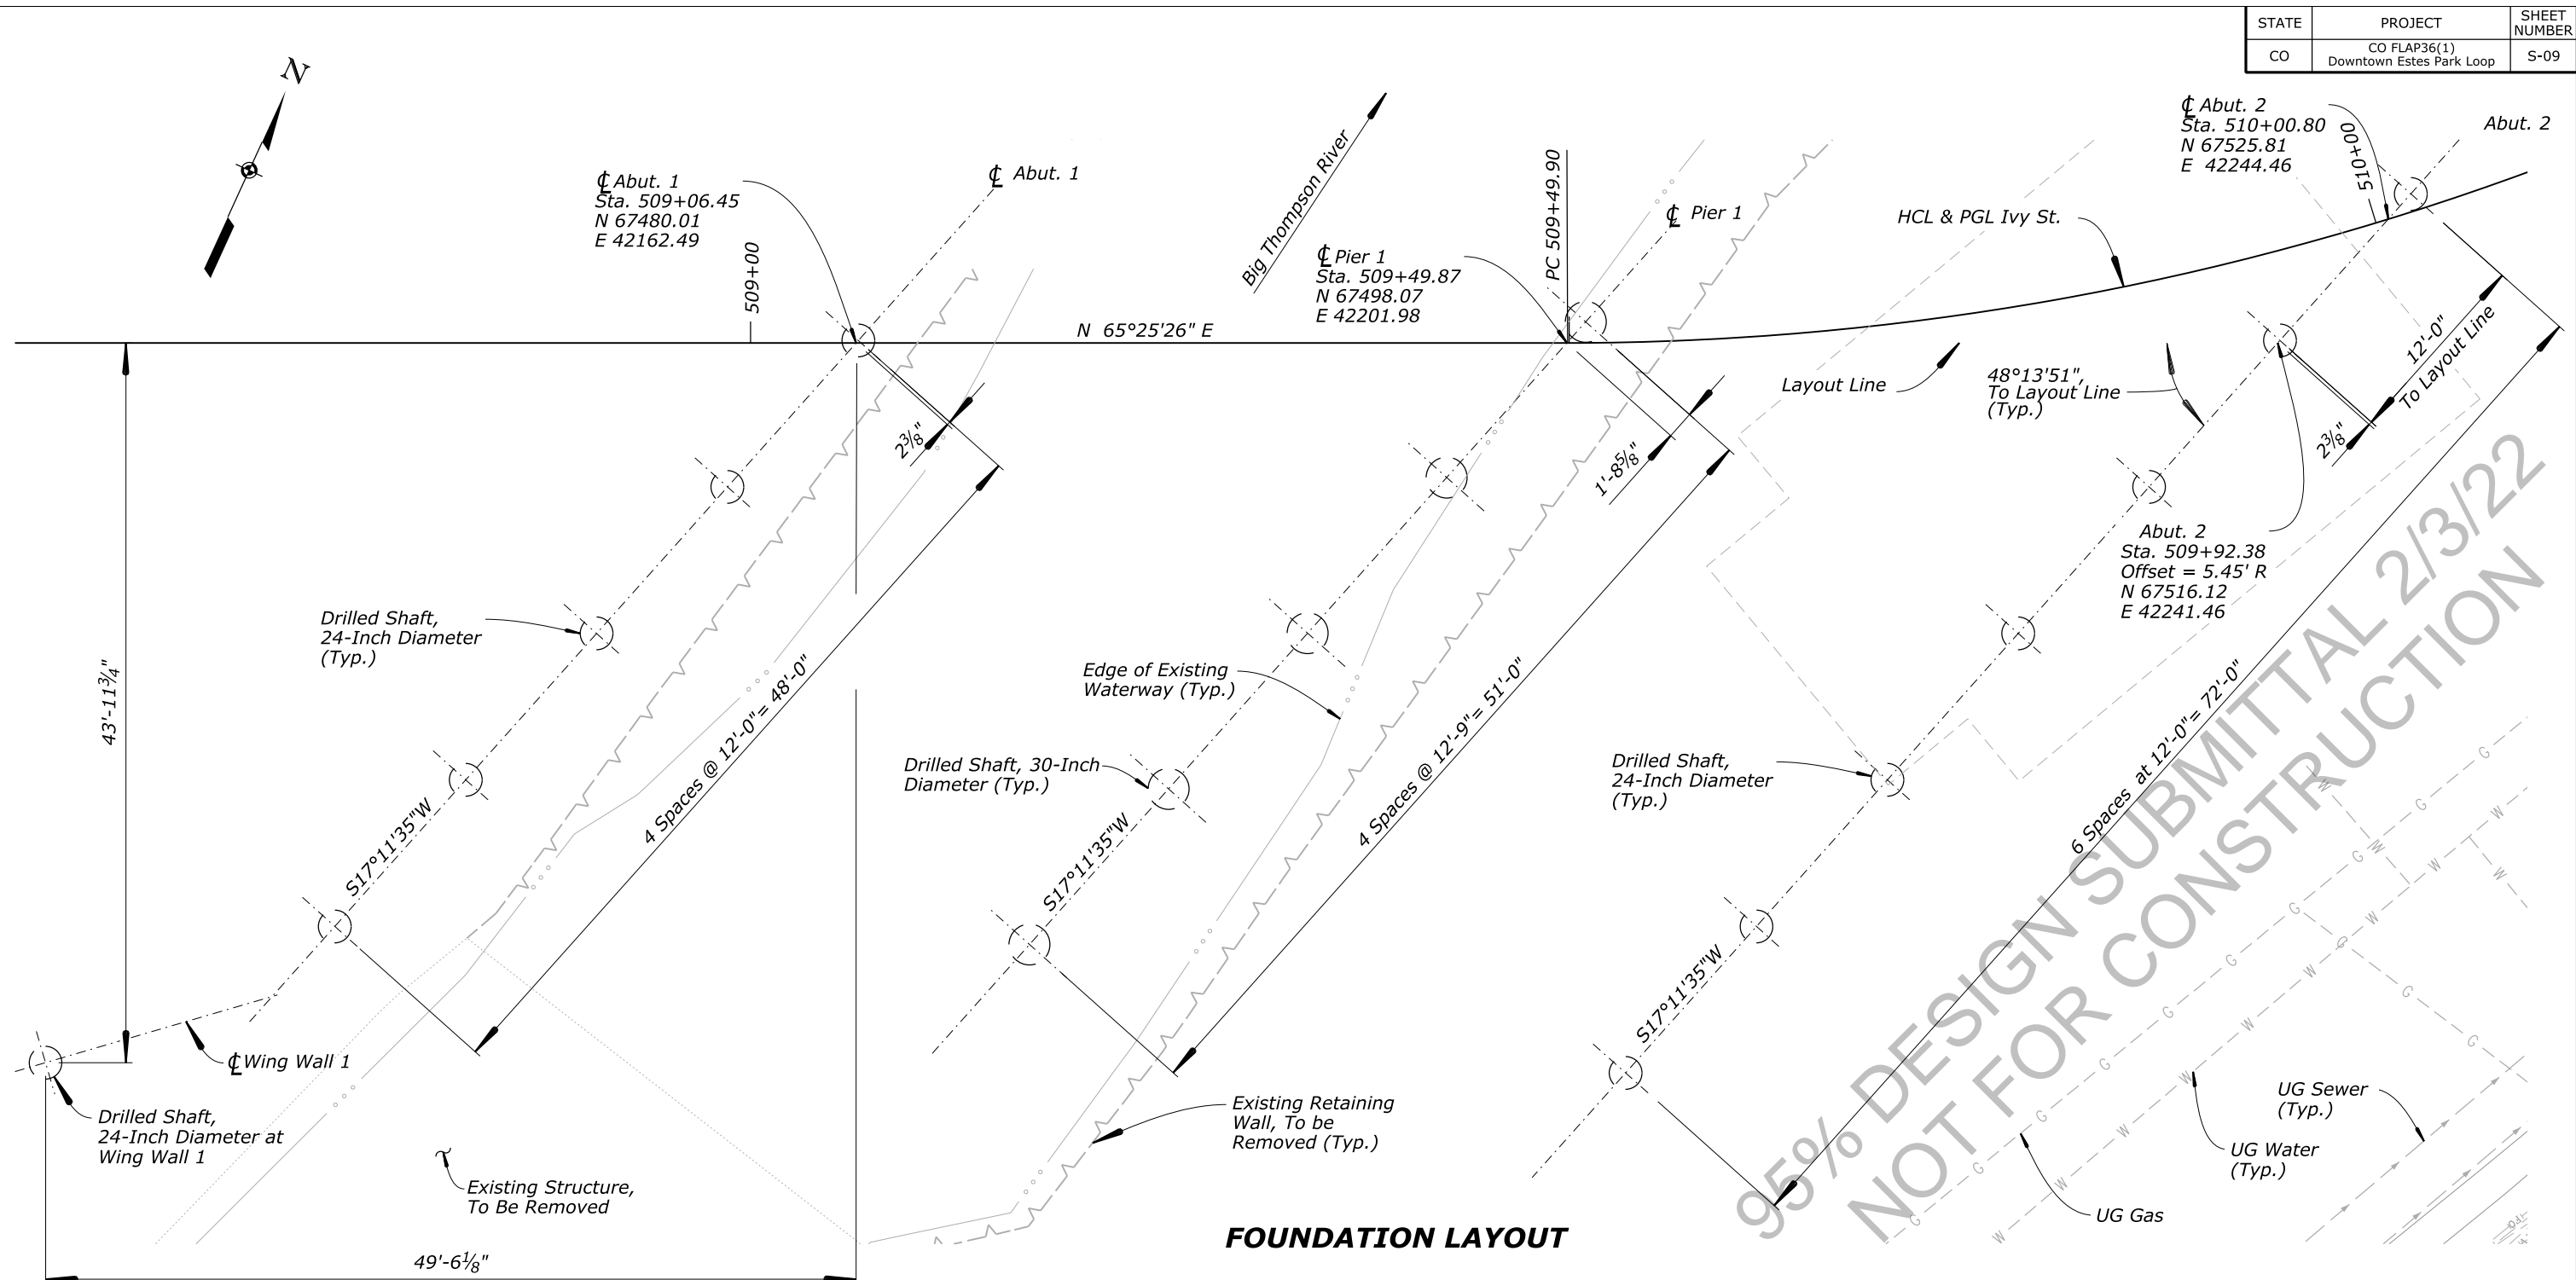 STATE PROJECT SHEET NUMBER
CO CO FLAP36(1) Downtown Estes Park Loop S-09
N
℄ Abut. 1
Sta. 509+06.45
N 67480.01
E 42162.49
509+00
℄ Abut. 1
N 65°25'26" E
Big Thompson River
℄ Pier 1
Sta. 509+49.87
N 67498.07
E 42201.98
PC 509+49.90
℄ Pier 1
HCL & PGL Ivy St.
℄ Abut. 2
Sta. 510+00.80
N 67525.81
E 42244.46
510+00
Abut. 2
Layout Line
48°13'51",
To Layout Line
(Typ.)
12'-0"
To Layout Line
2⅜"
1'-8⅝"
2⅜"
Abut. 2
Sta. 509+92.38
Offset = 5.45' R
N 67516.12
E 42241.46
43'-11¾"
Drilled Shaft,
24-Inch Diameter
(Typ.)
S17°11'35"W
4 Spaces @ 12'-0"= 48'-0"
Edge of Existing
Waterway (Typ.)
Drilled Shaft, 30-Inch
Diameter (Typ.)
S17°11'35"W
4 Spaces @ 12'-9"= 51'-0"
Drilled Shaft,
24-Inch Diameter
(Typ.)
S17°11'35"W
6 Spaces at 12'-0"= 72'-0"
℄ Wing Wall 1
Drilled Shaft,
24-Inch Diameter at
Wing Wall 1
Existing Structure,
To Be Removed
Existing Retaining
Wall, To be
Removed (Typ.)
UG Sewer
(Typ.)
UG Water
(Typ.)
UG Gas
49'-6⅛"
FOUNDATION LAYOUT
95% DESIGN SUBMITTAL 2/3/22
NOT FOR CONSTRUCTION
G G G G G G G G G G
G G G
W W W W W W W W W
W W W